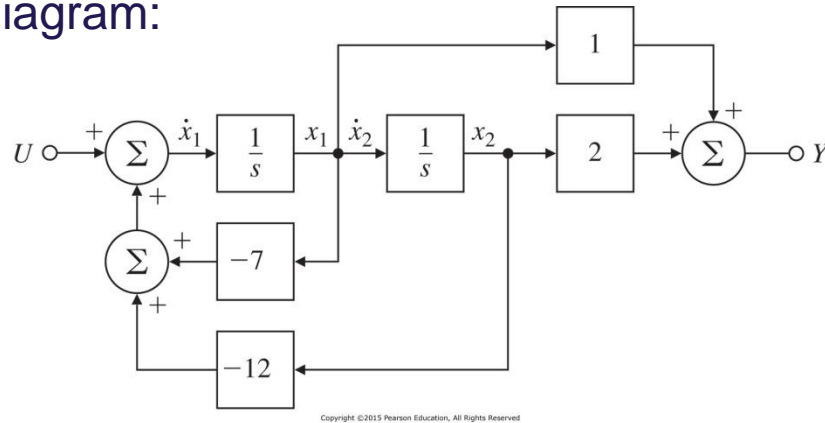 iagram:
1
+
U + Σ ẋ₁ 1/s x₁ ẋ₂ 1/s x₂ 2 + Σ Y
+
Σ + −7
+
−12
Copyright ©2015 Pearson Education, All Rights Reserved